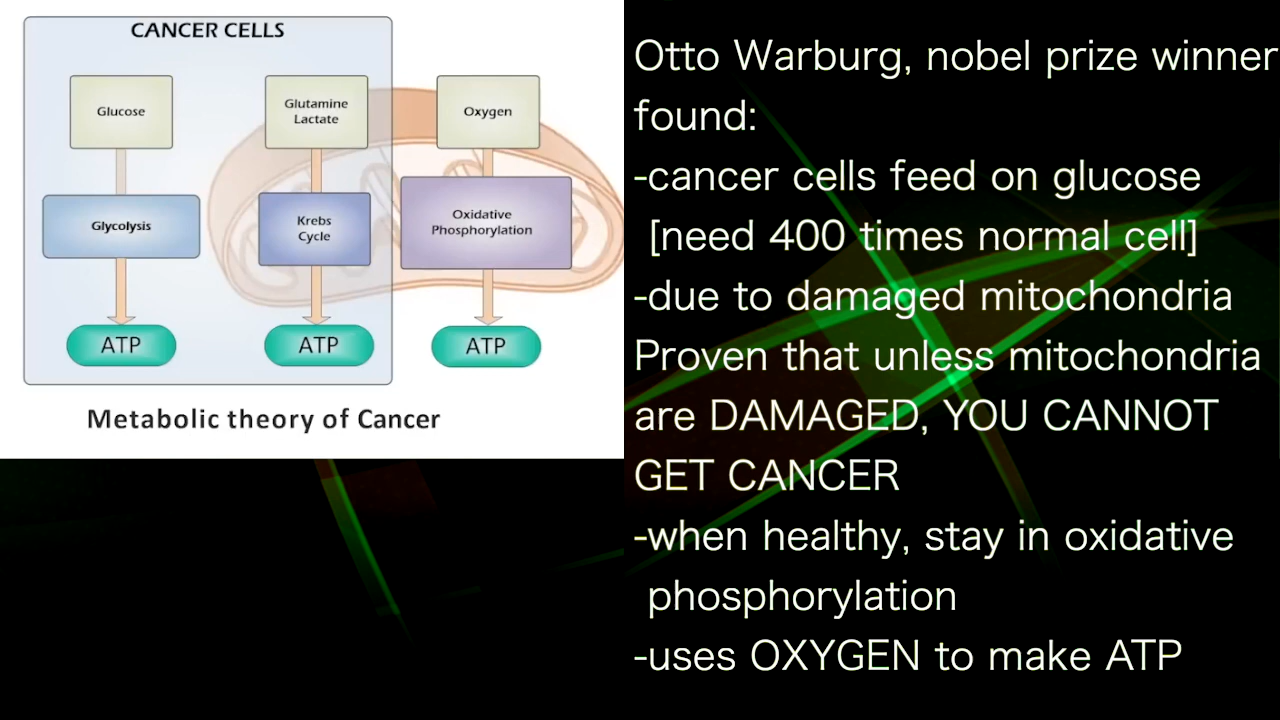 CANCER CELLS
Glucose
Glutamine
Lactate
Oxygen
Glycolysis
Krebs
Cycle
Oxidative
Phosphorylation
ATP
ATP
ATP
Metabolic theory of Cancer
Otto Warburg, nobel prize winner
found:
-cancer cells feed on glucose
[need 400 times normal cell]
-due to damaged mitochondria
Proven that unless mitochondria
are DAMAGED, YOU CANNOT
GET CANCER
-when healthy, stay in oxidative
phosphorylation
-uses OXYGEN to make ATP